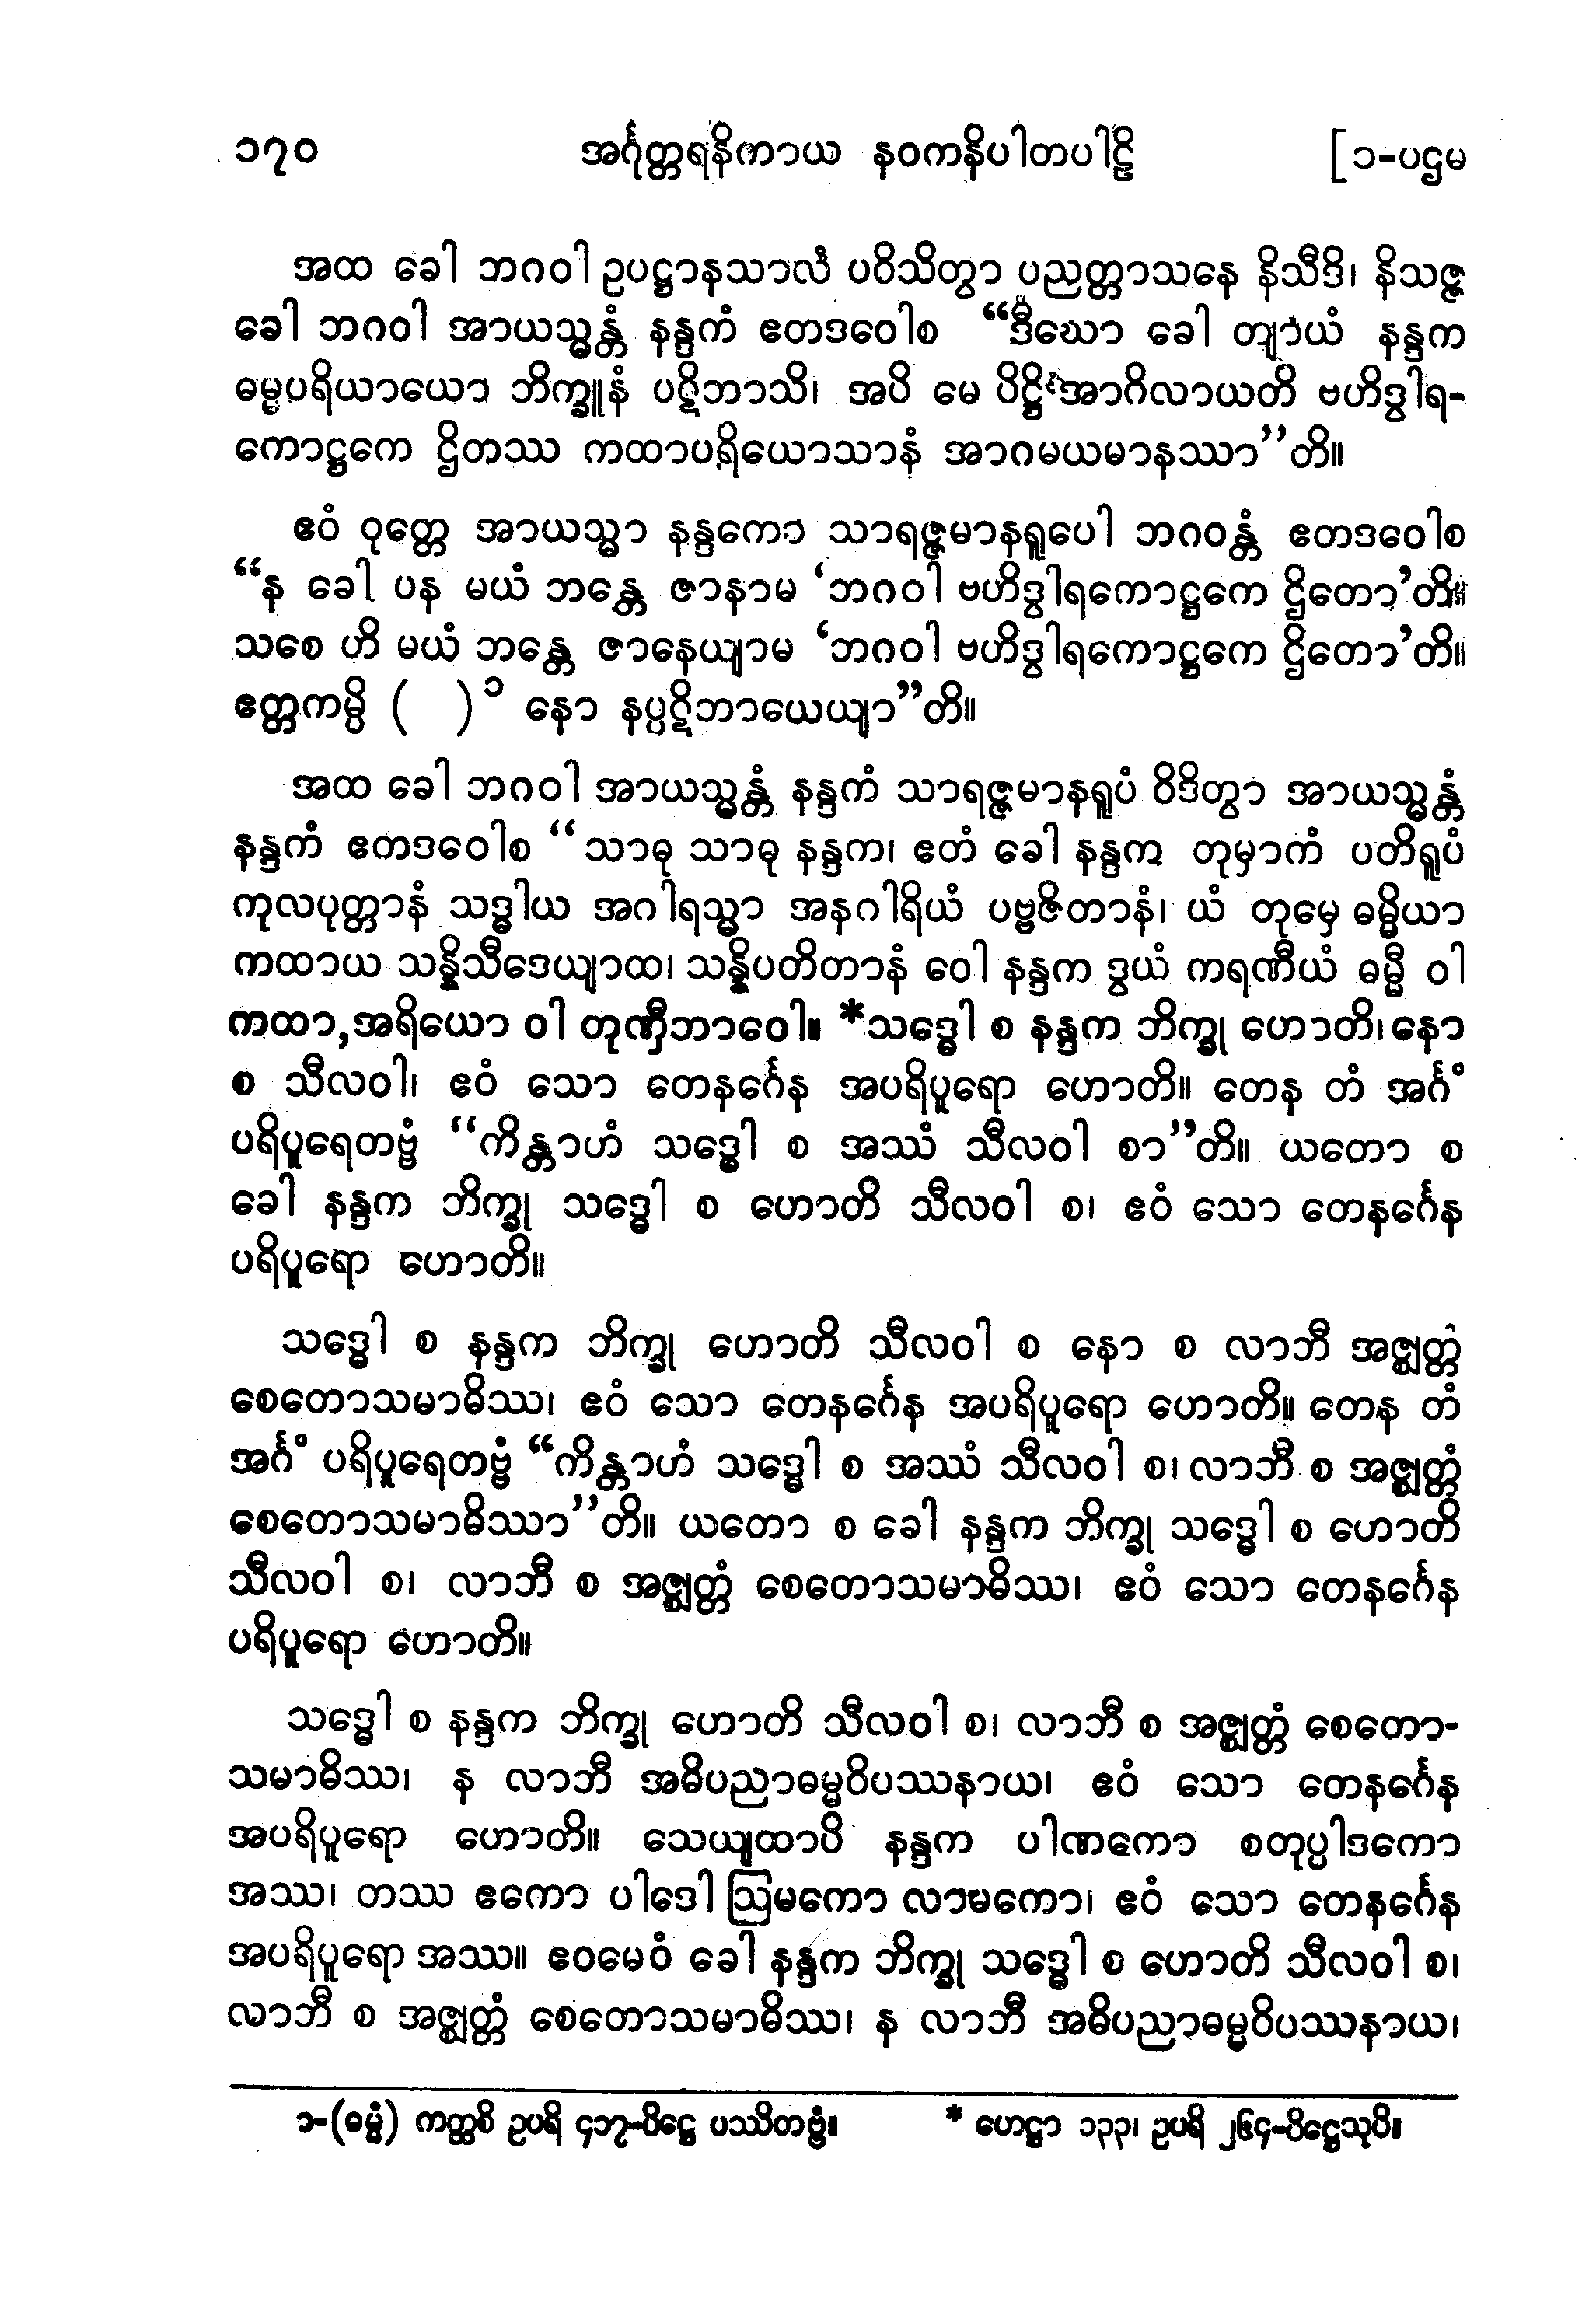 ၁၇၀ အင်္ဂုတ္တရနိကာယ နဝကနိပါတပါဠိ [၁-ပဌမ
အထ ခေါ ဘဂဝါ ဥပဋ္ဌာနသာလံ ပဝိသိတွာ ပညတ္တာသနေ နိသီဒိ၊ နိသဇ္ဇ
ခေါ ဘဂဝါ အာယသ္မန္တံ နန္ဒကံ ဧတဒဝေါစ “ဒီဃော ခေါ တျာယံ နန္ဒက
ဓမ္မပရိယာယော ဘိက္ခူနံ ပဋိဘာသိ၊ အပိ မေ ပိဋ္ဌိ အာဂိလာယတိ ဗဟိဒွါရ-
ကောဋ္ဌကေ ဌိတဿ ကထာပရိယောသာနံ အာဂမယမာနဿာ”တိ။
ဧဝံ ဝုတ္တေ အာယသ္မာ နန္ဒကော သာရဇ္ဇမာနရူပေါ ဘဂဝန္တံ ဧတဒဝေါစ
“န ခေါ ပန မယံ ဘန္တေ ဇာနာမ ‘ဘဂဝါ ဗဟိဒွါရကောဋ္ဌကေ ဌိတော’တိ။
သစေ ဟိ မယံ ဘန္တေ ဇာနေယျာမ ‘ဘဂဝါ ဗဟိဒွါရကောဋ္ဌကေ ဌိတော’တိ။
ဧတ္တကမ္ပိ ( )၁ နော နပ္ပဋိဘာယေယျာ”တိ။
အထ ခေါ ဘဂဝါ အာယသ္မန္တံ နန္ဒကံ သာရဇ္ဇမာနရူပံ ဝိဒိတွာ အာယသ္မန္တံ
နန္ဒကံ ဧတဒဝေါစ “သာဓု သာဓု နန္ဒက၊ ဧတံ ခေါ နန္ဒက တုမှာကံ ပတိရူပံ
ကုလပုတ္တာနံ သဒ္ဓါယ အဂါရသ္မာ အနဂါရိယံ ပဗ္ဗဇိတာနံ၊ ယံ တုမှေ ဓမ္မိယာ
ကထာယ သန္နိသီဒေယျာထ၊ သန္နိပတိတာနံ ဝေါ နန္ဒက ဒွယံ ကရဏီယံ ဓမ္မီ ဝါ
ကထာ,အရိယော ဝါ တုဏှီဘာဝေါ။ *သဒ္ဓေါ စ နန္ဒက ဘိက္ခု ဟောတိ၊ နော
စ သီလဝါ၊ ဧဝံ သော တေနင်္ဂေန အပရိပူရော ဟောတိ။ တေန တံ အင်္ဂံ
ပရိပူရေတဗ္ဗံ “ကိန္တာဟံ သဒ္ဓေါ စ အဿံ သီလဝါ စာ”တိ။ ယတော စ
ခေါ နန္ဒက ဘိက္ခု သဒ္ဓေါ စ ဟောတိ သီလဝါ စ၊ ဧဝံ သော တေနင်္ဂေန
ပရိပူရော ဟောတိ။
သဒ္ဓေါ စ နန္ဒက ဘိက္ခု ဟောတိ သီလဝါ စ နော စ လာဘီ အဇ္ဈတ္တံ
စေတောသမာဓိဿ၊ ဧဝံ သော တေနင်္ဂေန အပရိပူရော ဟောတိ။ တေန တံ
အင်္ဂံ ပရိပူရေတဗ္ဗံ “ကိန္တာဟံ သဒ္ဓေါ စ အဿံ သီလဝါ စ၊ လာဘီ စ အဇ္ဈတ္တံ
စေတောသမာဓိဿာ”တိ။ ယတော စ ခေါ နန္ဒက ဘိက္ခု သဒ္ဓေါ စ ဟောတိ
သီလဝါ စ၊ လာဘီ စ အဇ္ဈတ္တံ စေတောသမာဓိဿ၊ ဧဝံ သော တေနင်္ဂေန
ပရိပူရော ဟောတိ။
သဒ္ဓေါ စ နန္ဒက ဘိက္ခု ဟောတိ သီလဝါ စ၊ လာဘီ စ အဇ္ဈတ္တံ စေတော-
သမာဓိဿ၊ န လာဘီ အဓိပညာဓမ္မဝိပဿနာယ၊ ဧဝံ သော တေနင်္ဂေန
အပရိပူရော ဟောတိ။ သေယျထာပိ နန္ဒက ပါဏကော စတုပ္ပါဒကော
အဿ၊ တဿ ဧကော ပါဒေါ ဩမကော လာမကော၊ ဧဝံ သော တေနင်္ဂေန
အပရိပူရော အဿ။ ဧဝမေဝံ ခေါ နန္ဒက ဘိက္ခု သဒ္ဓေါ စ ဟောတိ သီလဝါ စ၊
လာဘီ စ အဇ္ဈတ္တံ စေတောသမာဓိဿ၊ န လာဘီ အဓိပညာဓမ္မဝိပဿနာယ၊
၁-(ဓမ္မံ) ကတ္ထစိ ဥပရိ ၄၁၇-ပိဋ္ဌေ ပဿိတဗ္ဗံ။ * ဟေဋ္ဌာ ၁၃၃၊ ဥပရိ ၂၆၄-ပိဋ္ဌေသုပိ။